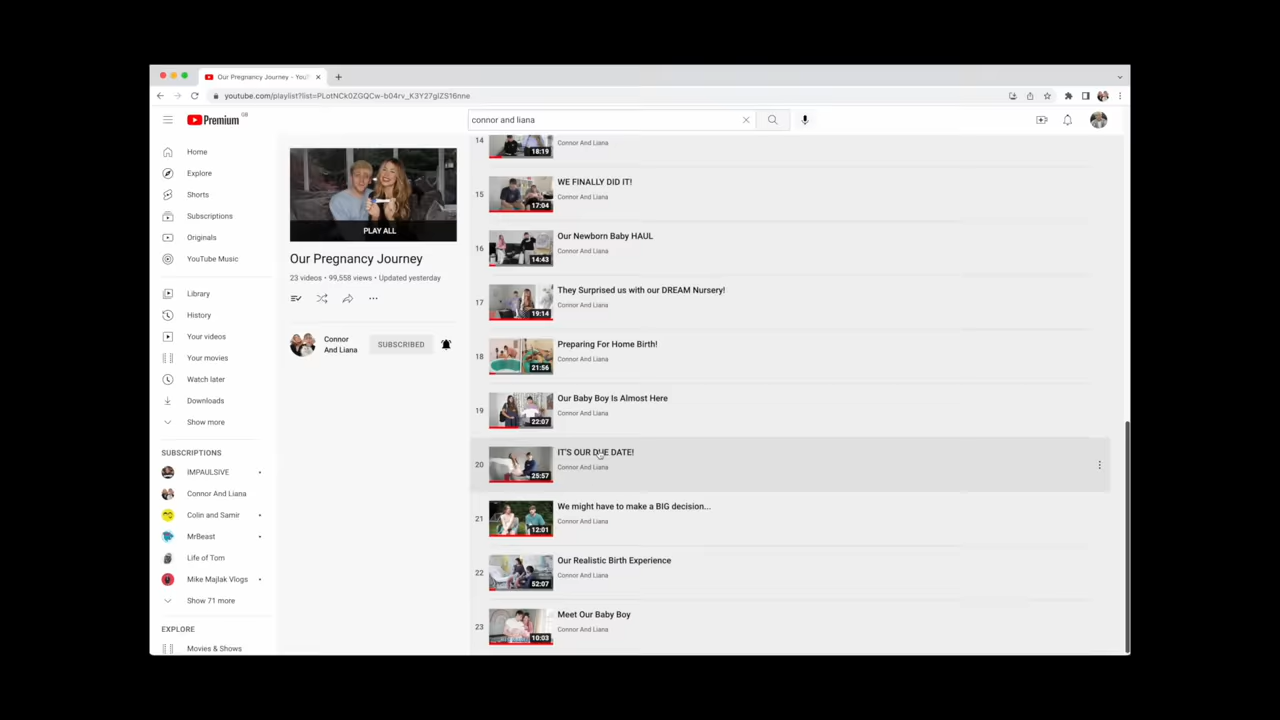 Our Pregnancy Journey - YouT
youtube.com/playlist?list=PLotNCk0ZGQCw-b04rv_K3Y27glZS16nne
Premium GB
connor and liana
Home
Explore
Shorts
Subscriptions
Originals
YouTube Music
Library
History
Your videos
Your movies
Watch later
Downloads
Show more
SUBSCRIPTIONS
IMPAULSIVE
Connor And Liana
Colin and Samir
MrBeast
Life of Tom
Mike Majlak Vlogs
Show 71 more
EXPLORE
Movies & Shows
PLAY ALL
Our Pregnancy Journey
23 videos • 99,558 views • Updated yesterday
Connor
And Liana
SUBSCRIBED
14
18:19
Connor And Liana
15
17:04
WE FINALLY DID IT!
Connor And Liana
16
14:43
Our Newborn Baby HAUL
Connor And Liana
17
19:14
They Surprised us with our DREAM Nursery!
Connor And Liana
18
21:56
Preparing For Home Birth!
Connor And Liana
19
22:07
Our Baby Boy Is Almost Here
Connor And Liana
20
25:57
IT'S OUR DUE DATE!
Connor And Liana
21
12:01
We might have to make a BIG decision...
Connor And Liana
22
52:07
Our Realistic Birth Experience
Connor And Liana
23
10:03
Meet Our Baby Boy
Connor And Liana